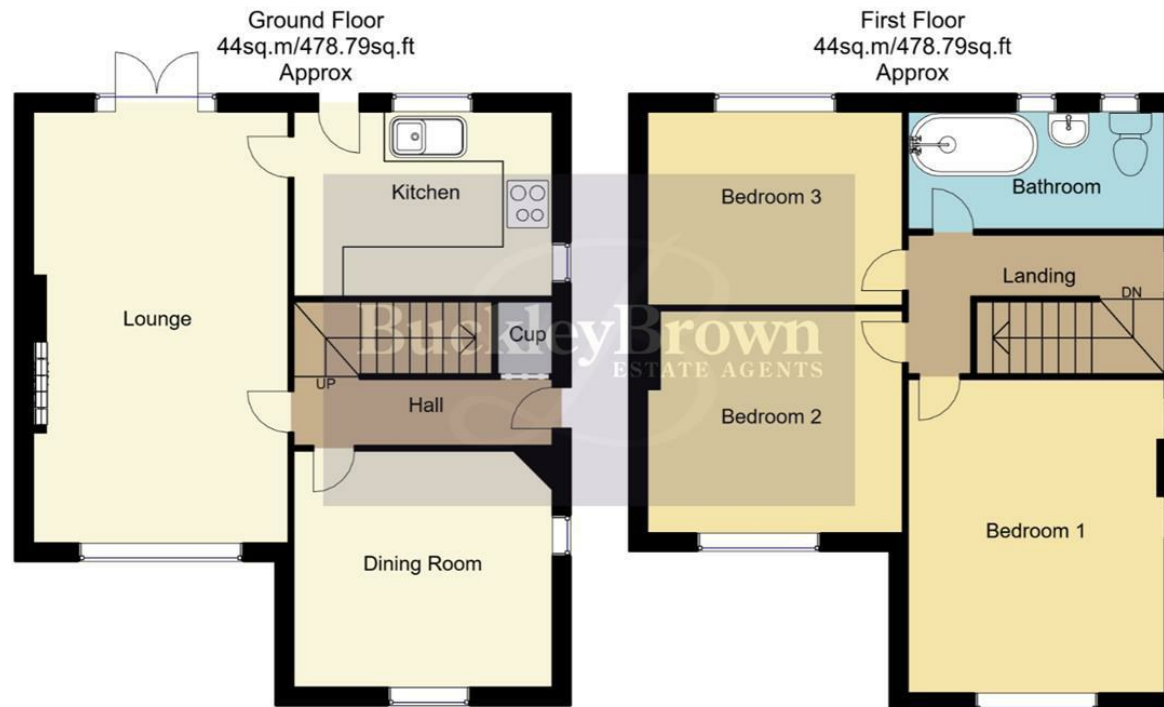 Ground Floor
44sq.m/478.79sq.ft
Approx
Lounge
Kitchen
Cup
UP
Hall
Dining Room
First Floor
44sq.m/478.79sq.ft
Approx
Bedroom 3
Bathroom
Landing
DN
Bedroom 2
Bedroom 1
BuckleyBrown
ESTATE AGENTS